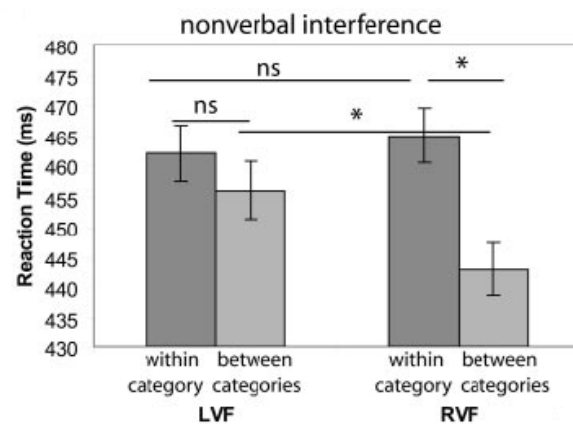 nonverbal interference
480
475
470
465
460
455
450
445
440
435
430
Reaction Time (ms)
ns
*
ns
*
within between within between
category categories category categories
LVF RVF